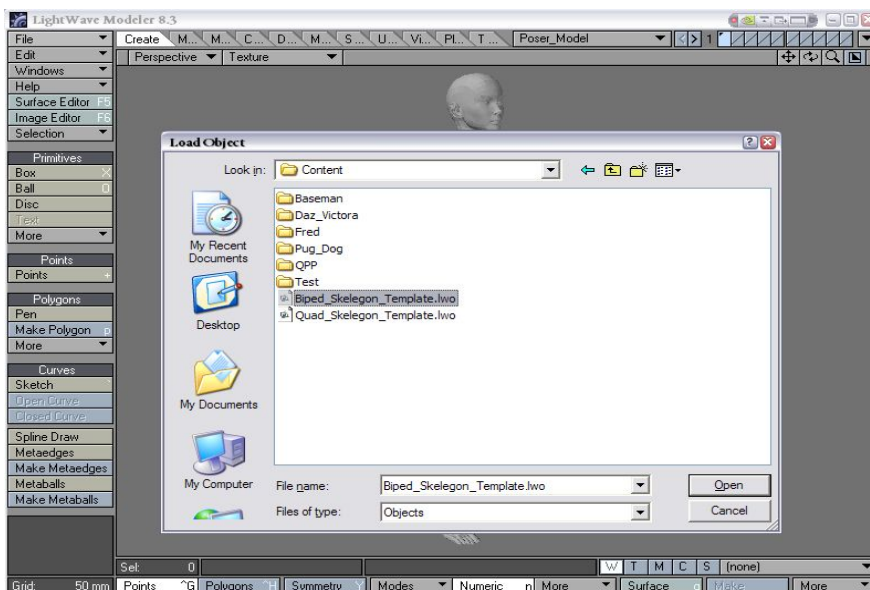 LightWave Modeler 8.3
File
Create M... M... C... D... M... S... U... Vi... Pl... T... Poser_Model 1
Edit
Perspective Texture
Windows
Help
Surface Editor F5
Image Editor F6
Selection
Load Object
Look in: Content
Primitives
Box X
Ball O
Disc
Text
More
Points
Points +
Polygons
Pen
Make Polygon p
More
Curves
Sketch `
Open Curve
Closed Curve
Spline Draw
Metaedges
Make Metaedges
Metaballs
Make Metaballs
My Recent Documents
Desktop
My Documents
My Computer
Baseman
Daz_Victora
Fred
Pug_Dog
QPP
Test
Biped_Skelegon_Template.lwo
Quad_Skelegon_Template.lwo
File name: Biped_Skelegon_Template.lwo Open
Files of type: Objects Cancel
Sel: 0 W T M C S (none)
Grid: 50 mm Points ^G Polygons ^H Symmetry Y Modes Numeric n More Surface q Make More